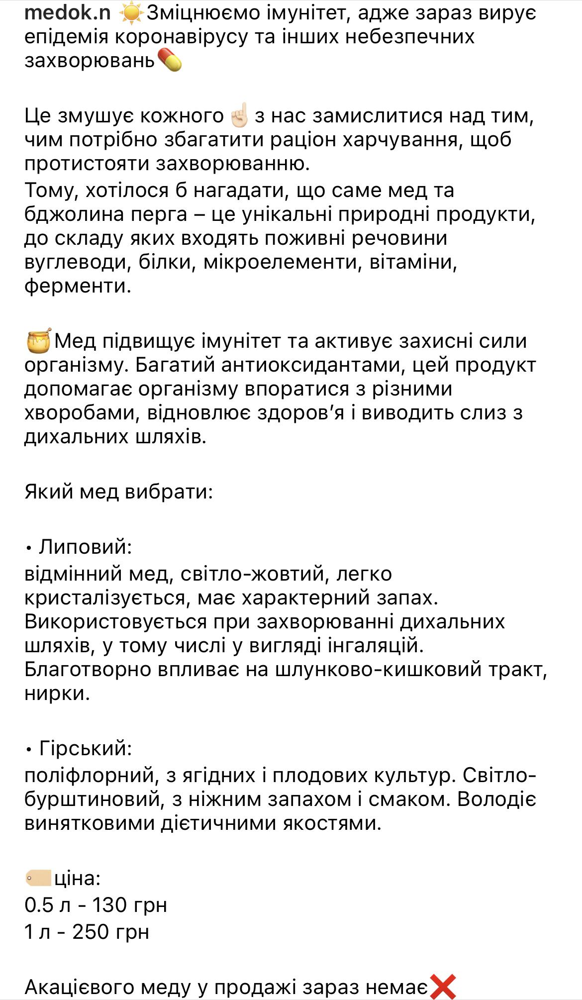 medok.n ☀️Зміцнюємо імунітет, адже зараз вирує
епідемія коронавірусу та інших небезпечних
захворювань💊
Це змушує кожного☝🏻з нас замислитися над тим,
чим потрібно збагатити раціон харчування, щоб
протистояти захворюванню.
Тому, хотілося б нагадати, що саме мед та
бджолина перга – це унікальні природні продукти,
до складу яких входять поживні речовини
вуглеводи, білки, мікроелементи, вітаміни,
ферменти.
🍯Мед підвищує імунітет та активує захисні сили
організму. Багатий антиоксидантами, цей продукт
допомагає організму впоратися з різними
хворобами, відновлює здоров’я і виводить слиз з
дихальних шляхів.
Який мед вибрати:
• Липовий:
відмінний мед, світло-жовтий, легко
кристалізується, має характерний запах.
Використовується при захворюванні дихальних
шляхів, у тому числі у вигляді інгаляцій.
Благотворно впливає на шлунково-кишковий тракт,
нирки.
• Гірський:
поліфлорний, з ягідних і плодових культур. Світло-
бурштиновий, з ніжним запахом і смаком. Володіє
винятковими дієтичними якостями.
🏷ціна:
0.5 л - 130 грн
1 л - 250 грн
Акацієвого меду у продажі зараз немає❌